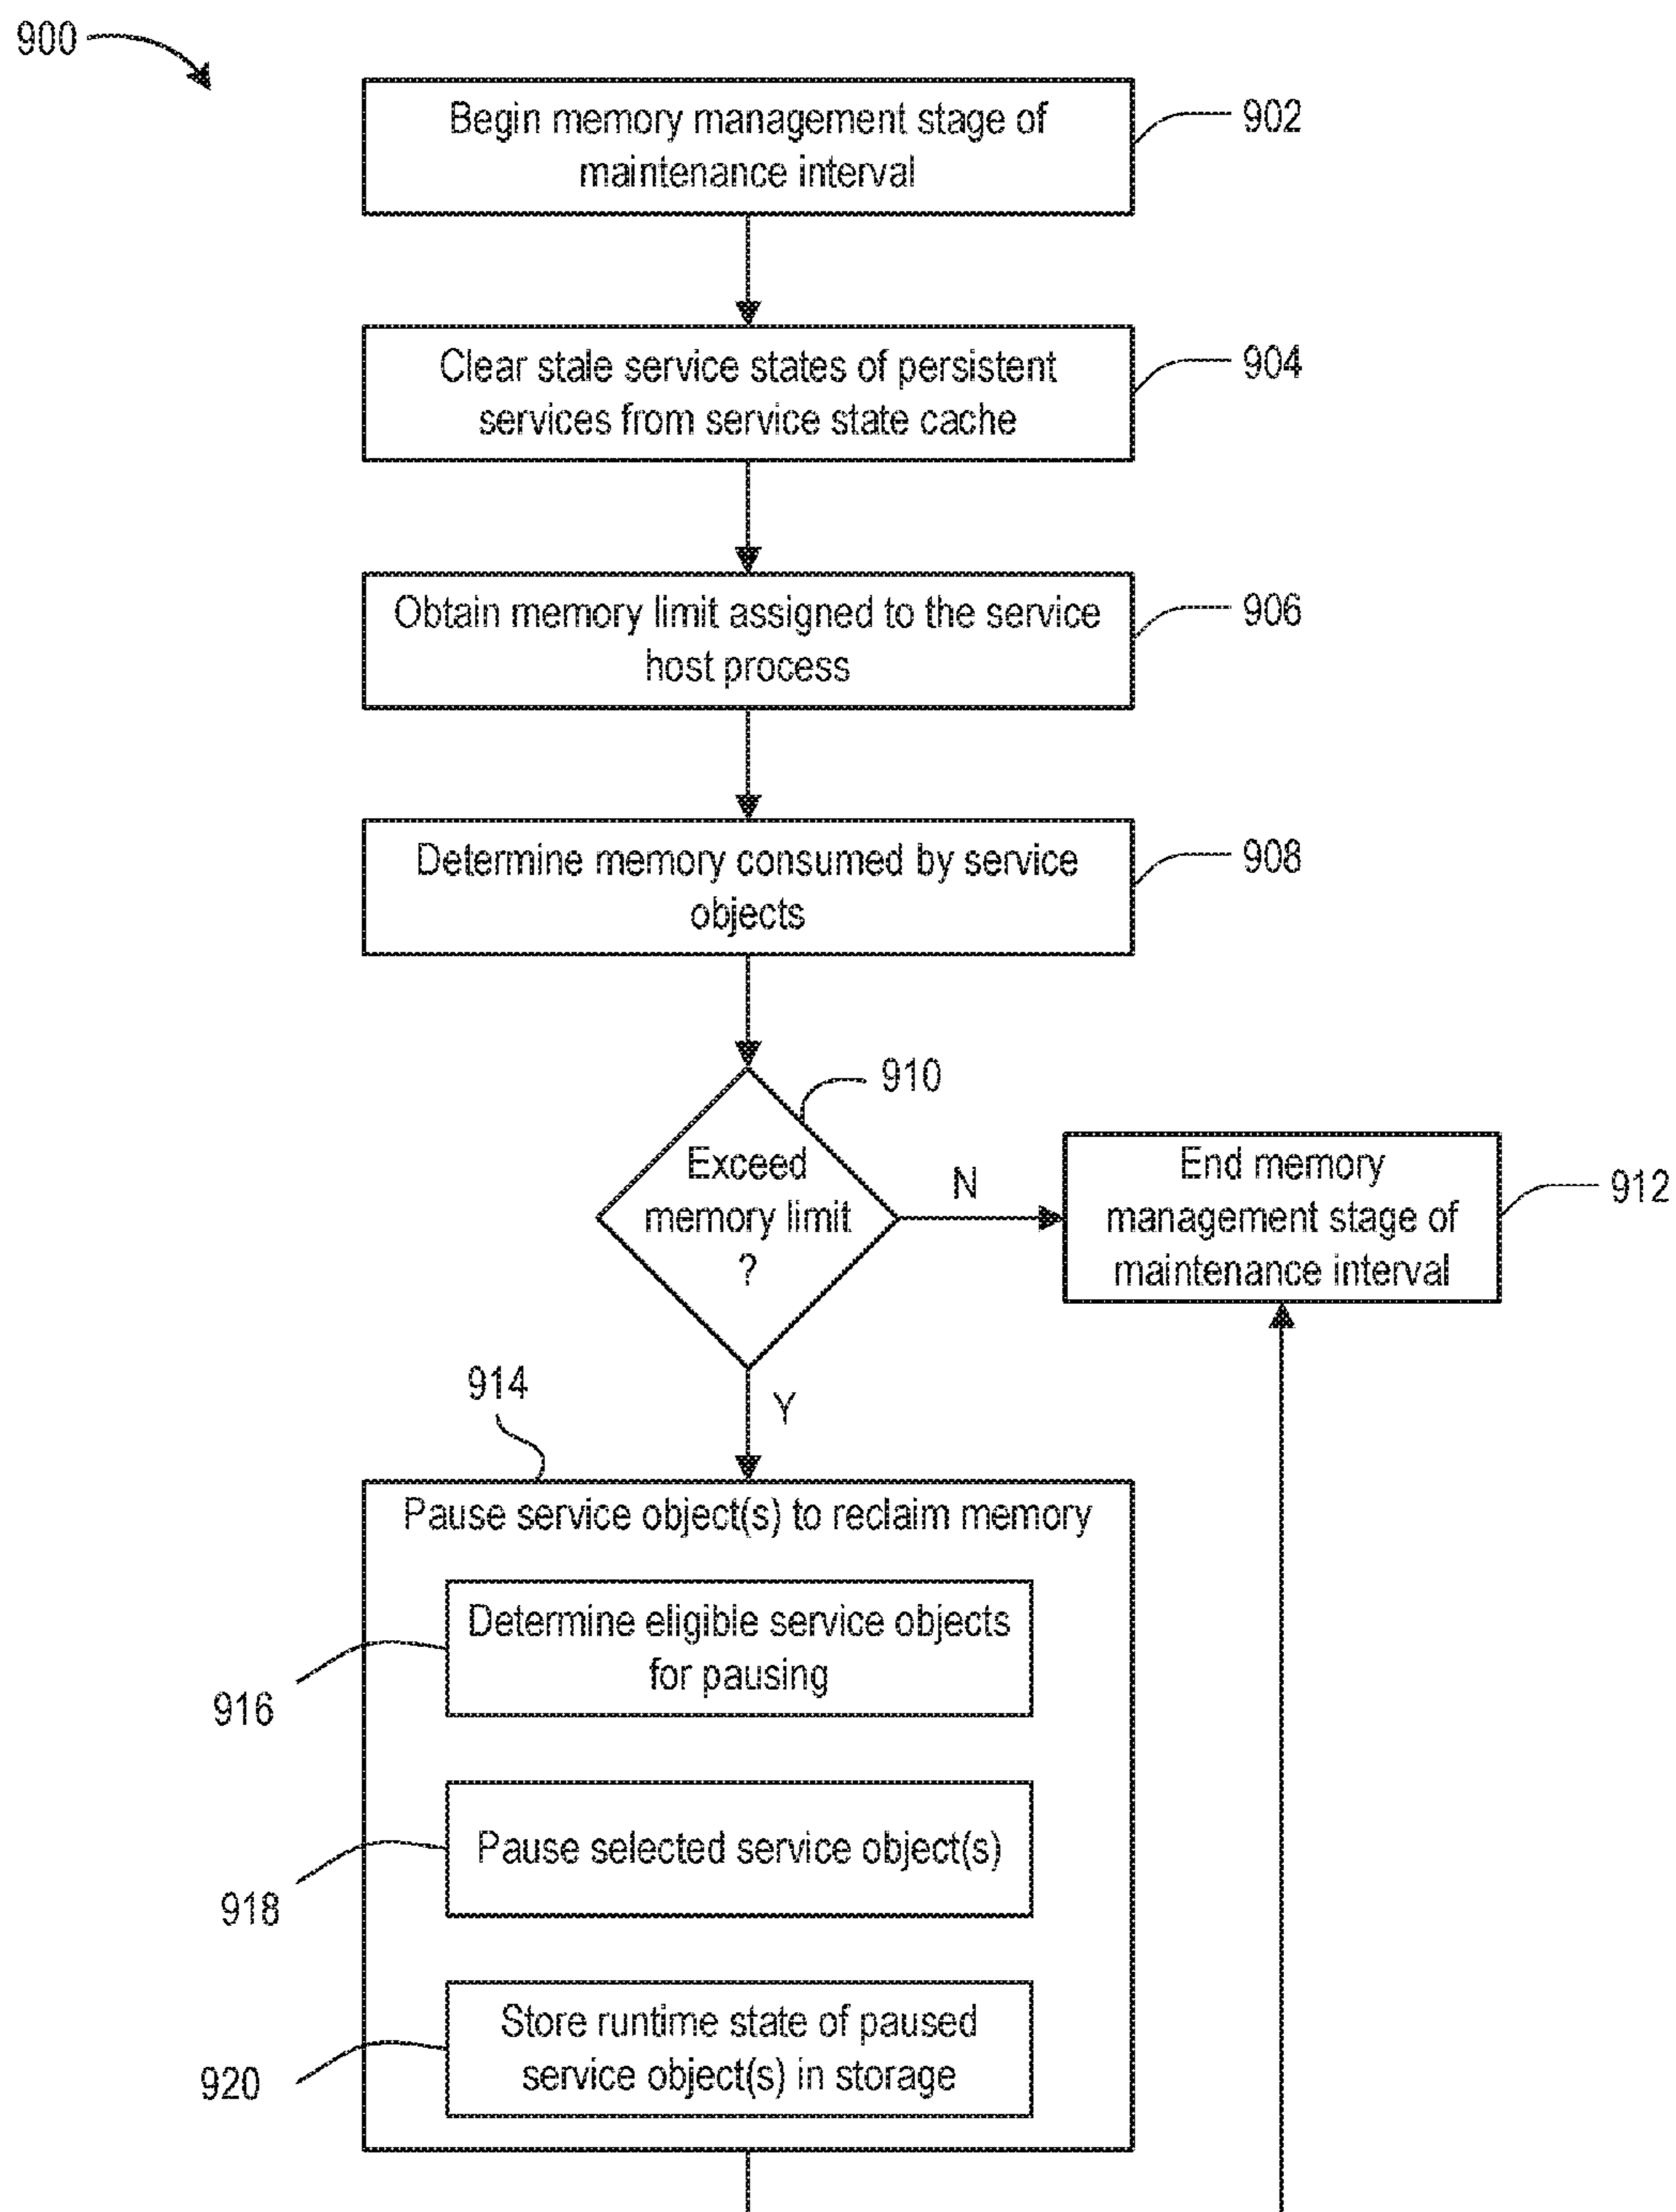 900
Begin memory management stage of
maintenance interval
902
Clear stale service states of persistent
services from service state cache
904
Obtain memory limit assigned to the service
host process
906
Determine memory consumed by service
objects
908
910
Exceed
memory limit
?
N
End memory
management stage of
maintenance interval
912
Y
914
Pause service object(s) to reclaim memory
Determine eligible service objects
for pausing
916
Pause selected service object(s)
918
Store runtime state of paused
service object(s) in storage
920